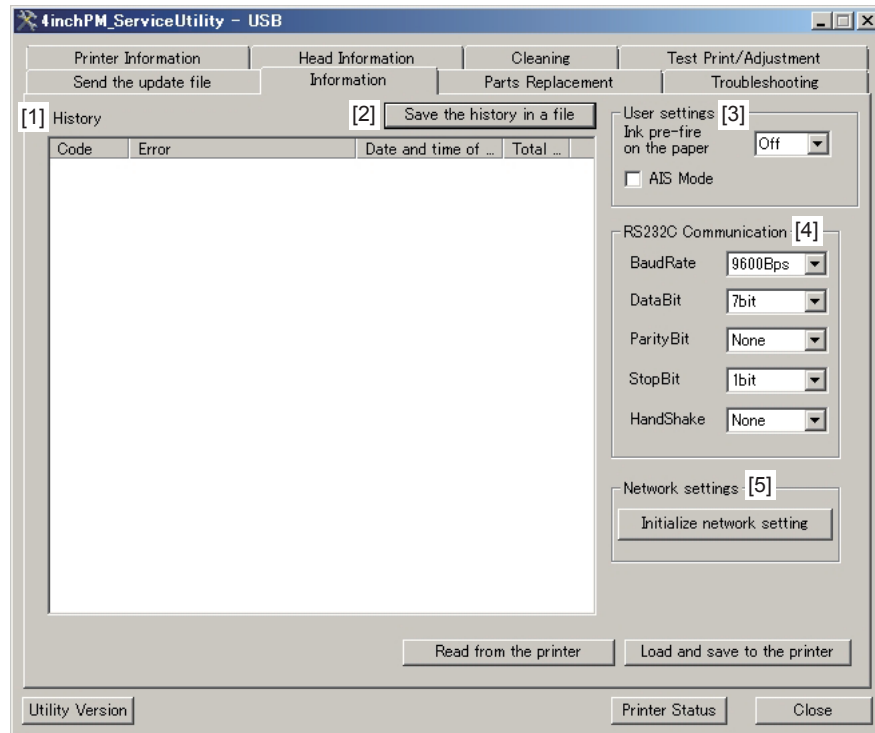 4inchPM_ServiceUtility - USB
Printer Information Head Information Cleaning Test Print/Adjustment
Send the update file Information Parts Replacement Troubleshooting
[1] History [2] Save the history in a file
Code Error Date and time of ... Total ...
User settings [3]
Ink pre-fire
on the paper Off
AIS Mode
RS232C Communication [4]
BaudRate 9600Bps
DataBit 7bit
ParityBit None
StopBit 1bit
HandShake None
Network settings [5]
Initialize network setting
Read from the printer Load and save to the printer
Utility Version Printer Status Close